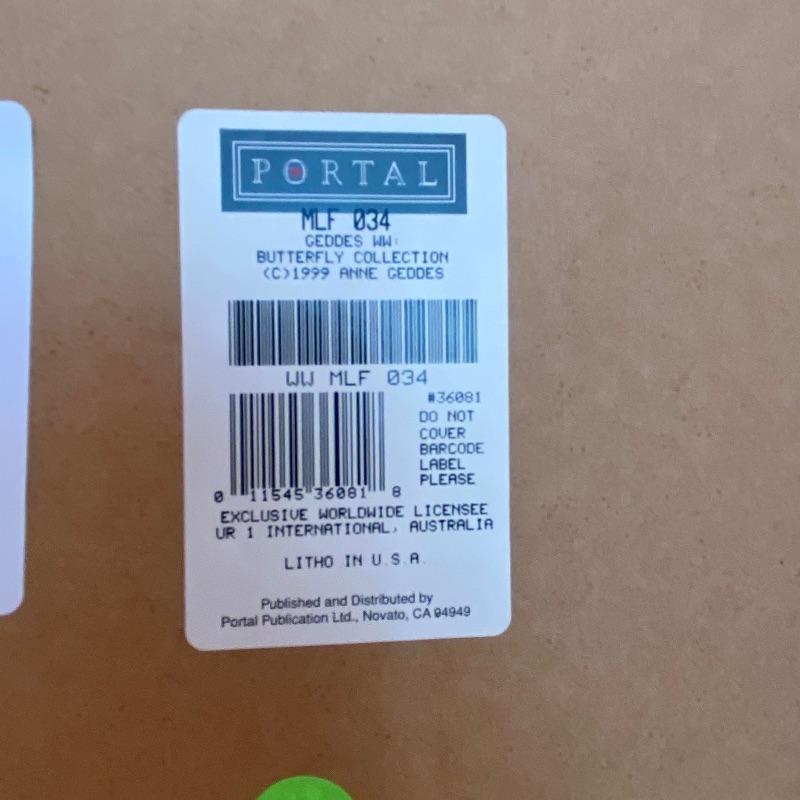 PORTAL
MLF 034
GEDDES WW:
BUTTERFLY COLLECTION
(C)1999 ANNE GEDDES
WW MLF 034
#36081
DO NOT
COVER
BARCODE
LABEL
PLEASE
0 11545 36081 8
EXCLUSIVE WORLDWIDE LICENSEE
UR 1 INTERNATIONAL, AUSTRALIA
LITHO IN U.S.A.
Published and Distributed by
Portal Publication Ltd., Novato, CA 94949